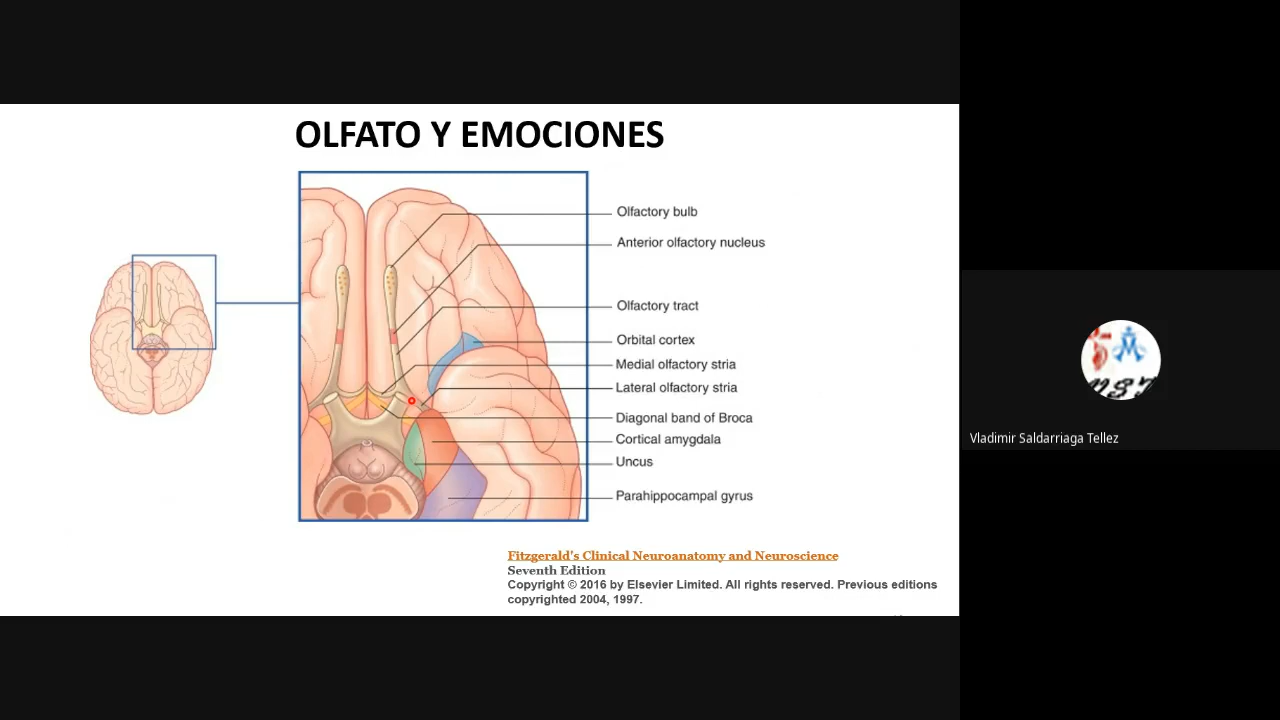 OLFATO Y EMOCIONES
Olfactory bulb
Anterior olfactory nucleus
Olfactory tract
Orbital cortex
Medial olfactory stria
Lateral olfactory stria
Diagonal band of Broca
Cortical amygdala
Uncus
Parahippocampal gyrus
Fitzgerald's Clinical Neuroanatomy and Neuroscience
Seventh Edition
Copyright © 2016 by Elsevier Limited. All rights reserved. Previous editions
copyrighted 2004, 1997.
Vladimir Saldarriaga Tellez